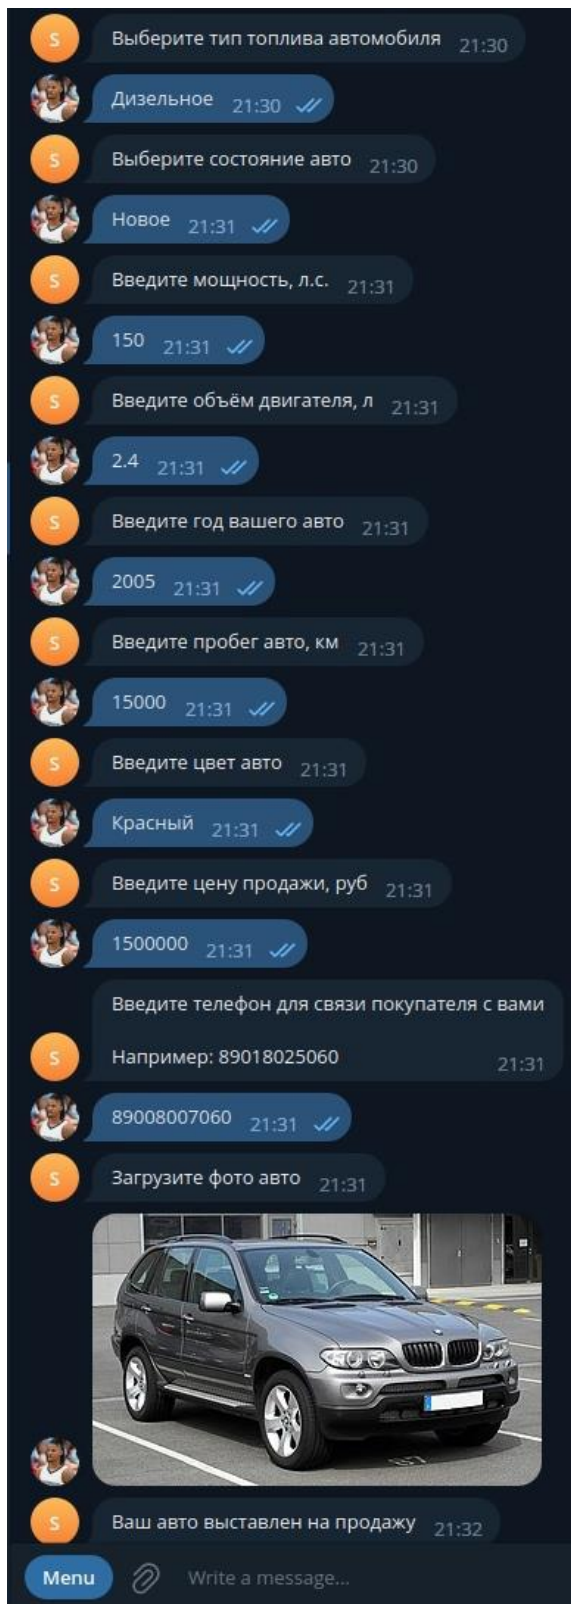 S
Выберите тип топлива автомобиля 21:30
Дизельное 21:30
S
Выберите состояние авто 21:30
Новое 21:31
S
Введите мощность, л.с. 21:31
150 21:31
S
Введите объём двигателя, л 21:31
2.4 21:31
S
Введите год вашего авто 21:31
2005 21:31
S
Введите пробег авто, км 21:31
15000 21:31
S
Введите цвет авто 21:31
Красный 21:31
S
Введите цену продажи, руб 21:31
1500000 21:31
Введите телефон для связи покупателя с вами
S
Например: 89018025060 21:31
89008007060 21:31
S
Загрузите фото авто 21:31
S
Ваш авто выставлен на продажу 21:32
Menu Write a message...